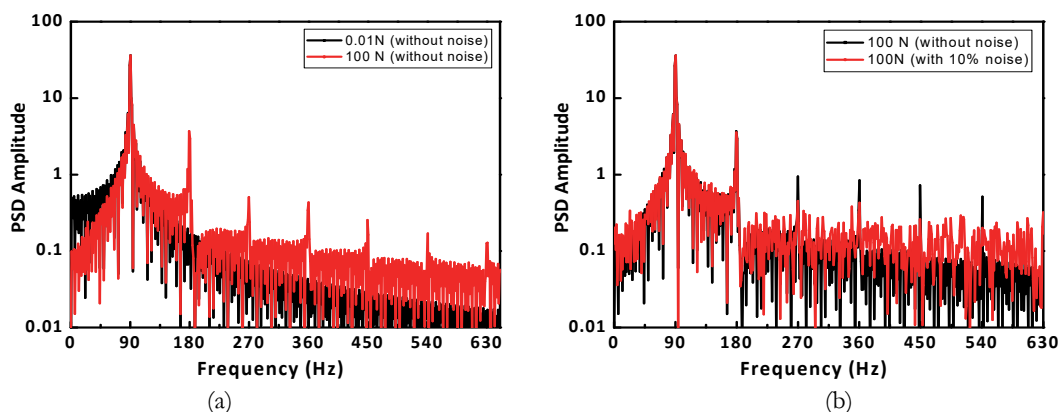 0.01N (without noise)
100 N (without noise)
PSD Amplitude
100
10
1
0.1
0.01
0 90 180 270 360 450 540 630
Frequency (Hz)
(a)
100 N (without noise)
100N (with 10% noise)
PSD Amplitude
100
10
1
0.1
0.01
0 90 180 270 360 450 540 630
Frequency (Hz)
(b)